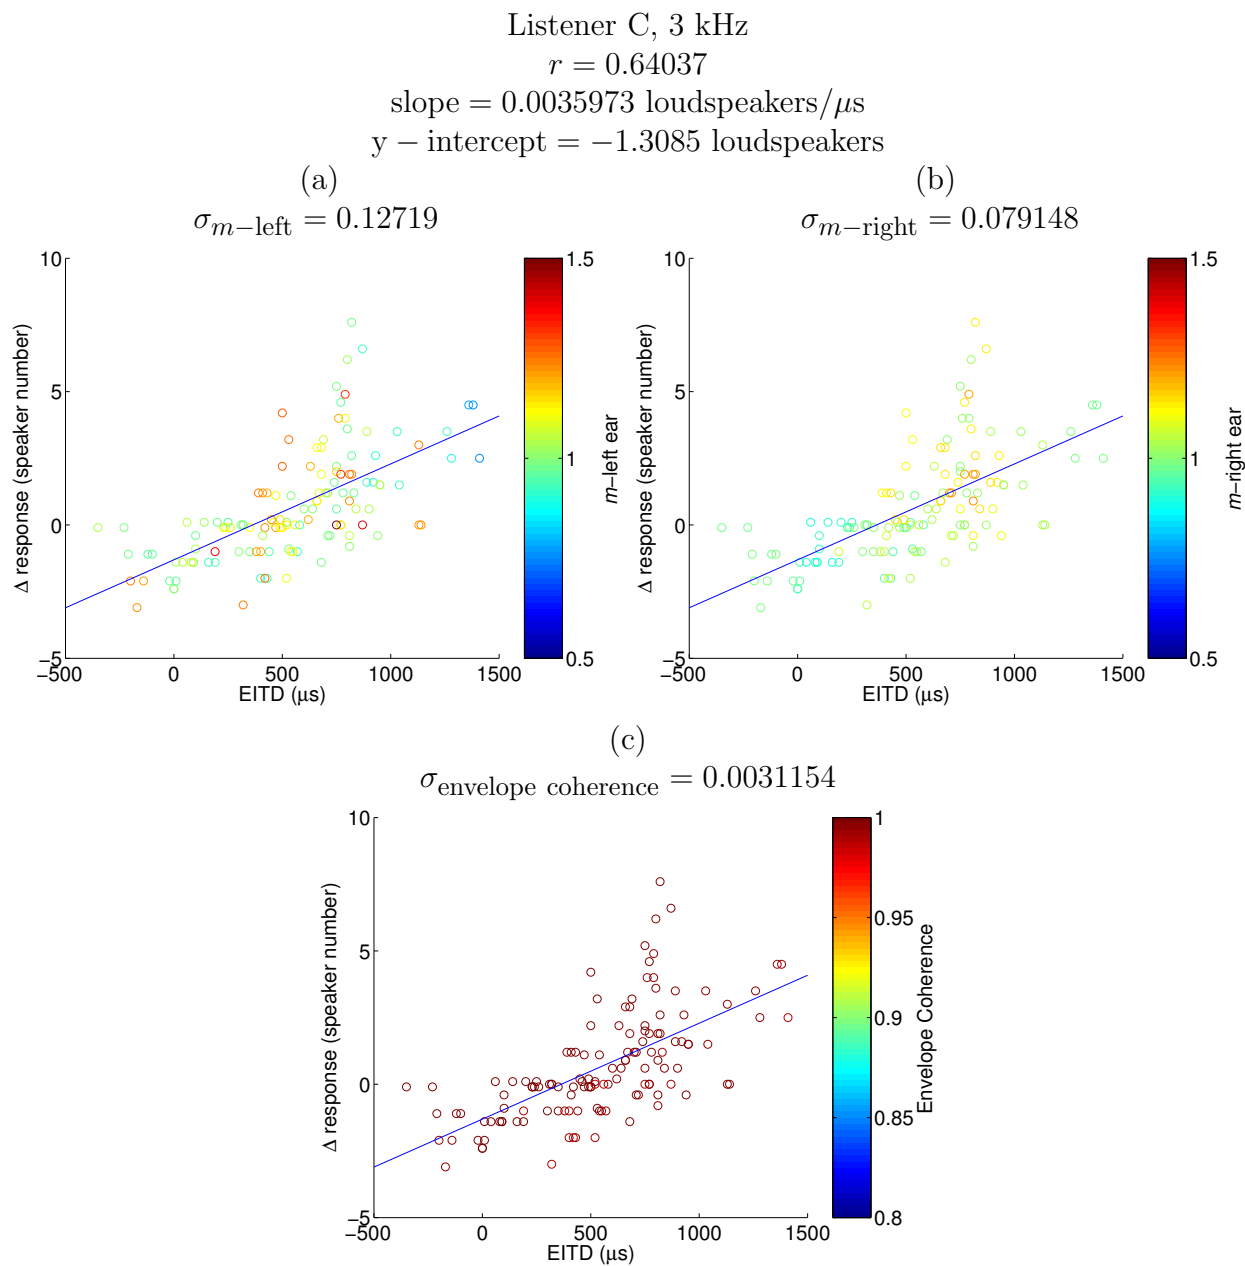 Listener C, 3 kHz
r = 0.64037
slope = 0.0035973 loudspeakers/μs
y − intercept = −1.3085 loudspeakers
(a)
σm−left = 0.12719
10
5
0
−5
−500
0
500
1000
1500
Δ response (speaker number)
EITD (μs)
1.5
1
0.5
m−left ear
(b)
σm−right = 0.079148
10
5
0
−5
−500
0
500
1000
1500
Δ response (speaker number)
EITD (μs)
1.5
1
0.5
m−right ear
(c)
σenvelope coherence = 0.0031154
10
5
0
−5
−500
0
500
1000
1500
Δ response (speaker number)
EITD (μs)
1
0.95
0.9
0.85
0.8
Envelope Coherence